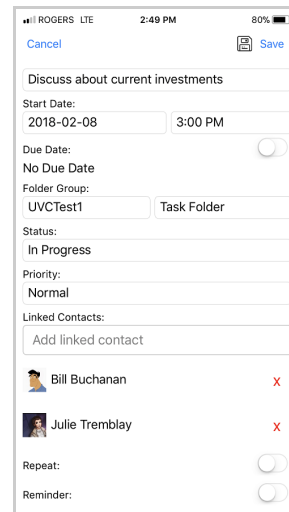 ROGERS LTE 2:49 PM 80%
Cancel Save
Discuss about current investments
Start Date:
2018-02-08 3:00 PM
Due Date:
No Due Date
Folder Group:
UVCTest1 Task Folder
Status:
In Progress
Priority:
Normal
Linked Contacts:
Add linked contact
Bill Buchanan X
Julie Tremblay X
Repeat:
Reminder: